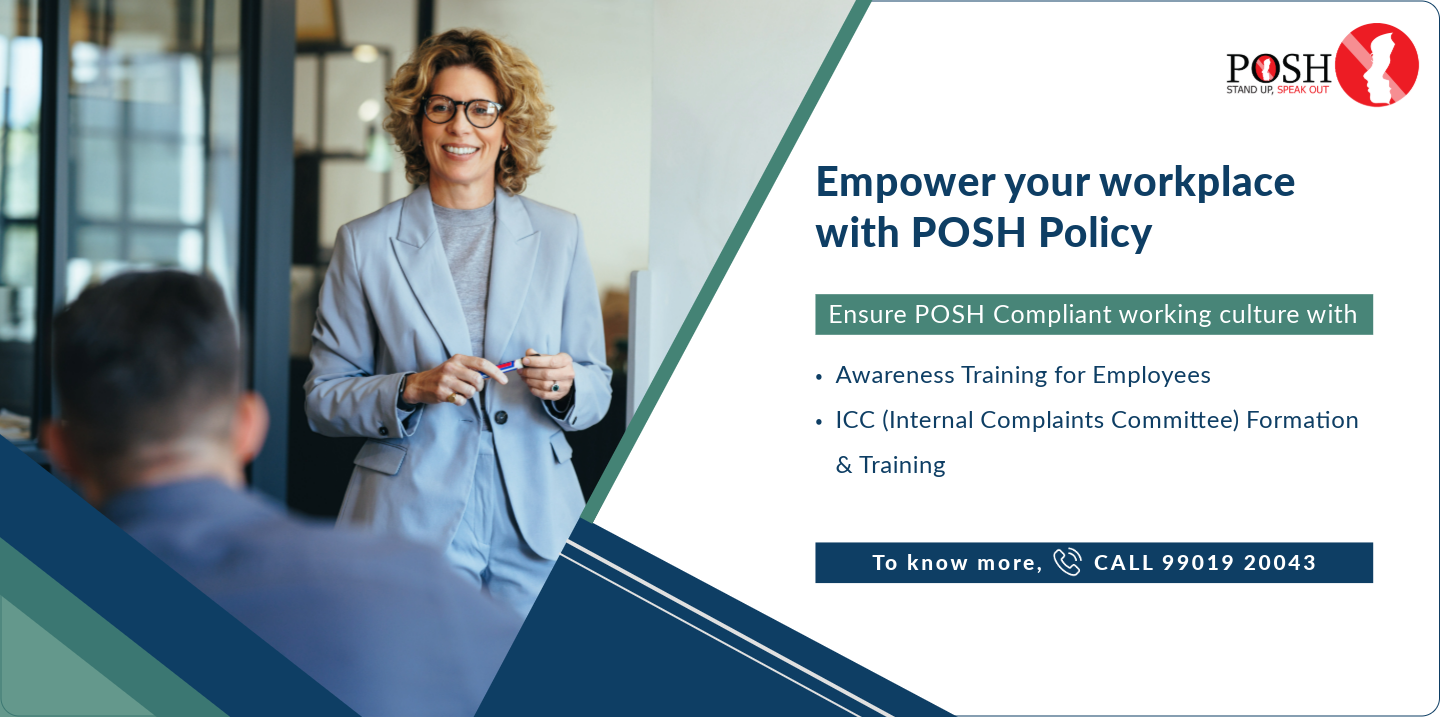 POSH
STAND UP, SPEAK OUT
Empower your workplace
with POSH Policy
Ensure POSH Compliant working culture with
• Awareness Training for Employees
• ICC (Internal Complaints Committee) Formation
& Training
To know more, CALL 99019 20043